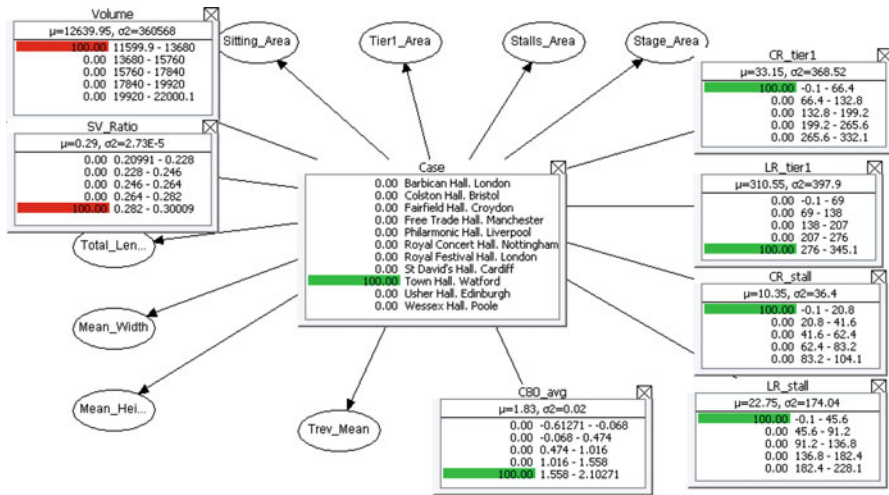 Volume
μ=12639.95, σ2=360568
100.00 11599.9 - 13680
0.00 13680 - 15760
0.00 15760 - 17840
0.00 17840 - 19920
0.00 19920 - 22000.1
Sitting_Area
Tier1_Area
Stalls_Area
Stage_Area
CR_tier1
μ=33.15, σ2=368.52
100.00 -0.1 - 66.4
0.00 66.4 - 132.8
0.00 132.8 - 199.2
0.00 199.2 - 265.6
0.00 265.6 - 332.1
SV_Ratio
μ=0.29, σ2=2.73E-5
0.00 0.20991 - 0.228
0.00 0.228 - 0.246
0.00 0.246 - 0.264
0.00 0.264 - 0.282
100.00 0.282 - 0.30009
Case
0.00 Barbican Hall. London
0.00 Colston Hall. Bristol
0.00 Fairfield Hall. Croydon
0.00 Free Trade Hall. Manchester
0.00 Philarmonic Hall. Liverpool
0.00 Royal Concert Hall. Nottingham
0.00 Royal Festival Hall. London
0.00 St David's Hall. Cardiff
100.00 Town Hall. Watford
0.00 Usher Hall. Edinburgh
0.00 Wessex Hall. Poole
LR_tier1
μ=310.55, σ2=397.9
0.00 -0.1 - 69
0.00 69 - 138
0.00 138 - 207
0.00 207 - 276
100.00 276 - 345.1
Total_Len...
Mean_Width
Mean_Hei...
Trev_Mean
CR_stall
μ=10.35, σ2=36.4
100.00 -0.1 - 20.8
0.00 20.8 - 41.6
0.00 41.6 - 62.4
0.00 62.4 - 83.2
0.00 83.2 - 104.1
C80_avg
μ=1.83, σ2=0.02
0.00 -0.61271 - -0.068
0.00 -0.068 - 0.474
0.00 0.474 - 1.016
0.00 1.016 - 1.558
100.00 1.558 - 2.10271
LR_stall
μ=22.75, σ2=174.04
100.00 -0.1 - 45.6
0.00 45.6 - 91.2
0.00 91.2 - 136.8
0.00 136.8 - 182.4
0.00 182.4 - 228.1